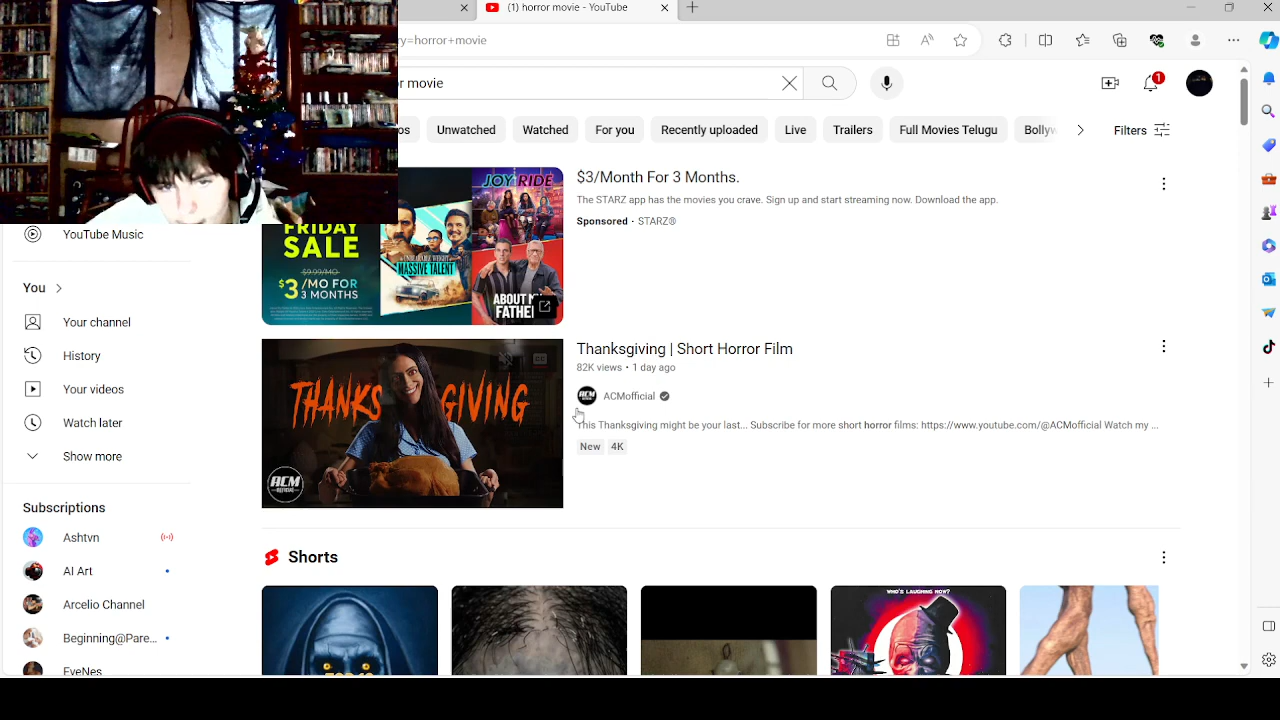 (1) horror movie - YouTube
ry=horror+movie
or movie
1
os
Unwatched
Watched
For you
Recently uploaded
Live
Trailers
Full Movies Telugu
Bollyw
Filters
FRIDAY
SALE
$9.99/MO
$3/MO FOR
3 MONTHS
MASSIVE TALENT
JOY RIDE
ABOUT MY
FATHER
$3/Month For 3 Months.
The STARZ app has the movies you crave. Sign up and start streaming now. Download the app.
Sponsored · STARZ®
YouTube Music
You
Your channel
History
Your videos
Watch later
Show more
Subscriptions
Ashtvn
AI Art
Arcelio Channel
Beginning@Pare...
EveNes
THANKSGIVING
CC
ACM
OFFICIAL
Thanksgiving | Short Horror Film
82K views · 1 day ago
ACMofficial
This Thanksgiving might be your last... Subscribe for more short horror films: https://www.youtube.com/@ACMofficial Watch my ...
New
4K
Shorts
TOP 10
WHO'S LAUGHING NOW?